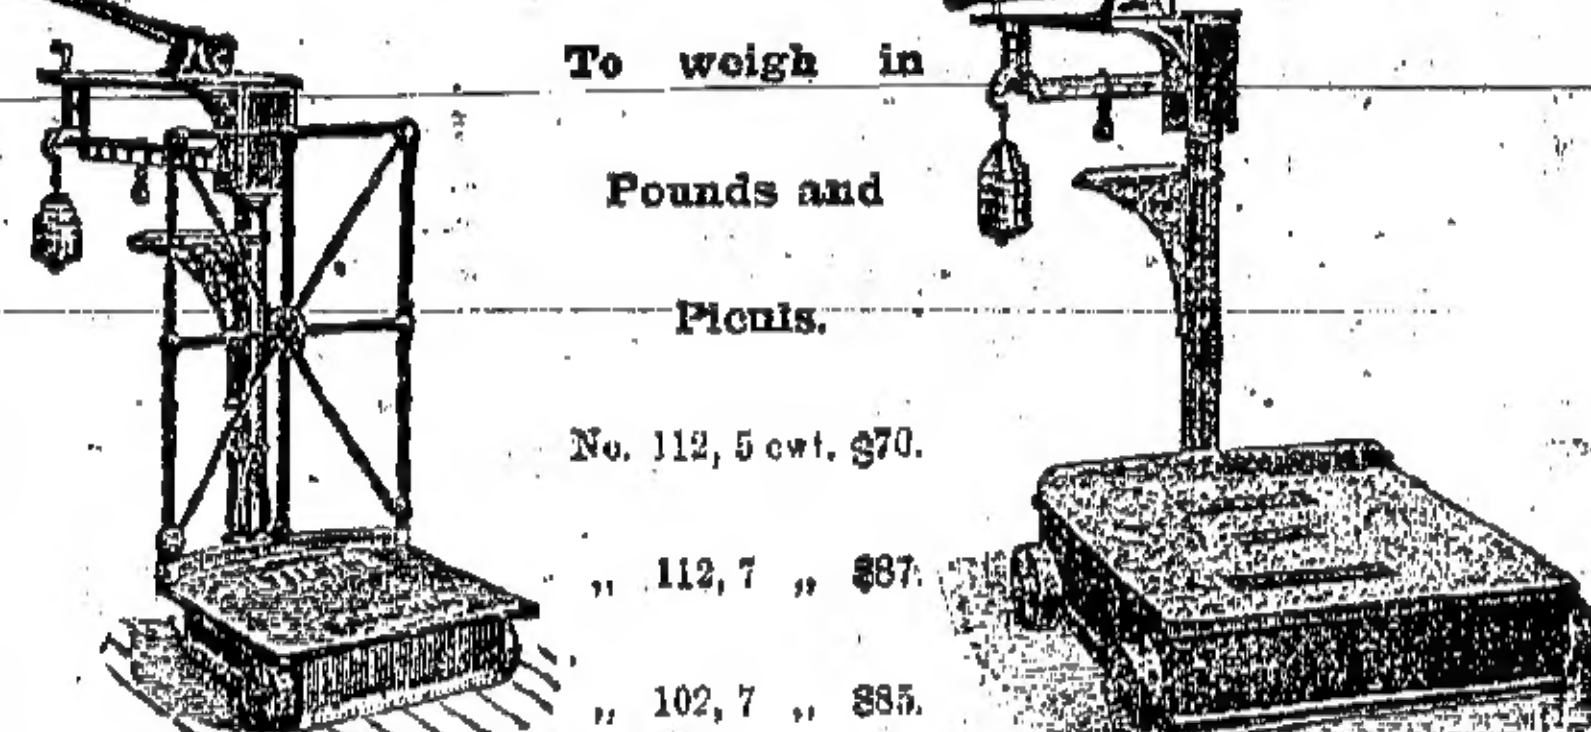 To weigh in
Pounds and
Piculs.
No. 112, 5 cwt. $70.
„ 112, 7 „ $87.
„ 102, 7 „ $85.